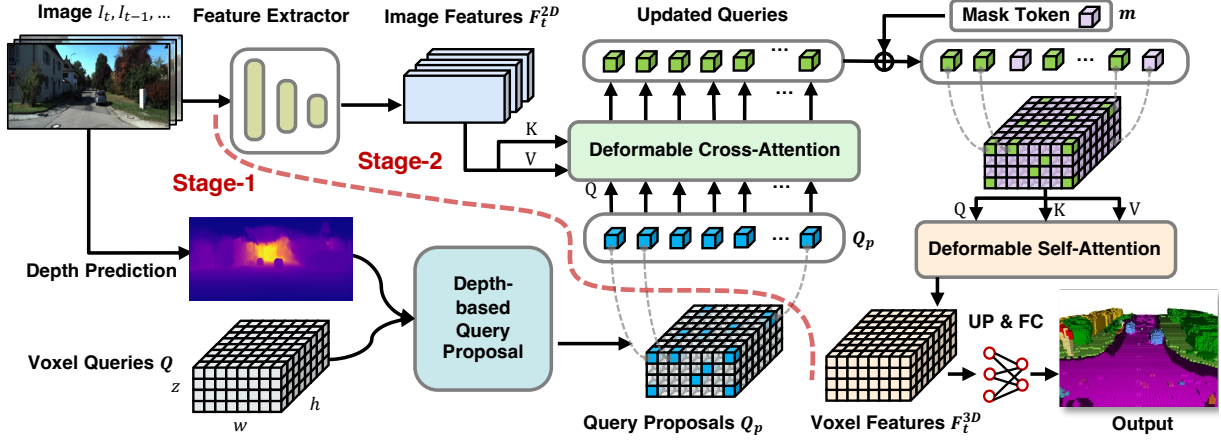 Image I_t, I_{t-1}, ...
Feature Extractor
Image Features F_t^{2D}
Updated Queries
Mask Token
m
...
...
...
K
V
Deformable Cross-Attention
Stage-2
Stage-1
Q
...
...
Q_p
Q
K
V
Deformable Self-Attention
Depth Prediction
Depth-
based
Query
Proposal
Voxel Queries Q
z
w
h
Query Proposals Q_p
UP & FC
Voxel Features F_t^{3D}
Output